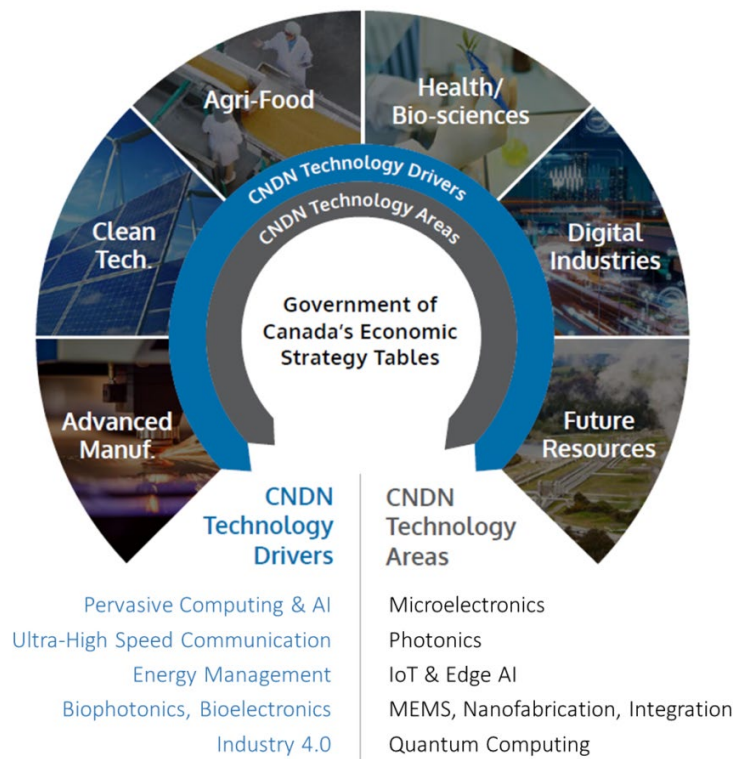 Agri-Food
Health/
Bio-sciences
Clean
Tech.
Digital
Industries
Advanced
Manuf.
Future
Resources
CNDN Technology Drivers
CNDN Technology Areas
Government of
Canada's Economic
Strategy Tables
CNDN
Technology
Drivers
Pervasive Computing & AI
Ultra-High Speed Communication
Energy Management
Biophotonics, Bioelectronics
Industry 4.0
CNDN
Technology
Areas
Microelectronics
Photonics
IoT & Edge AI
MEMS, Nanofabrication, Integration
Quantum Computing